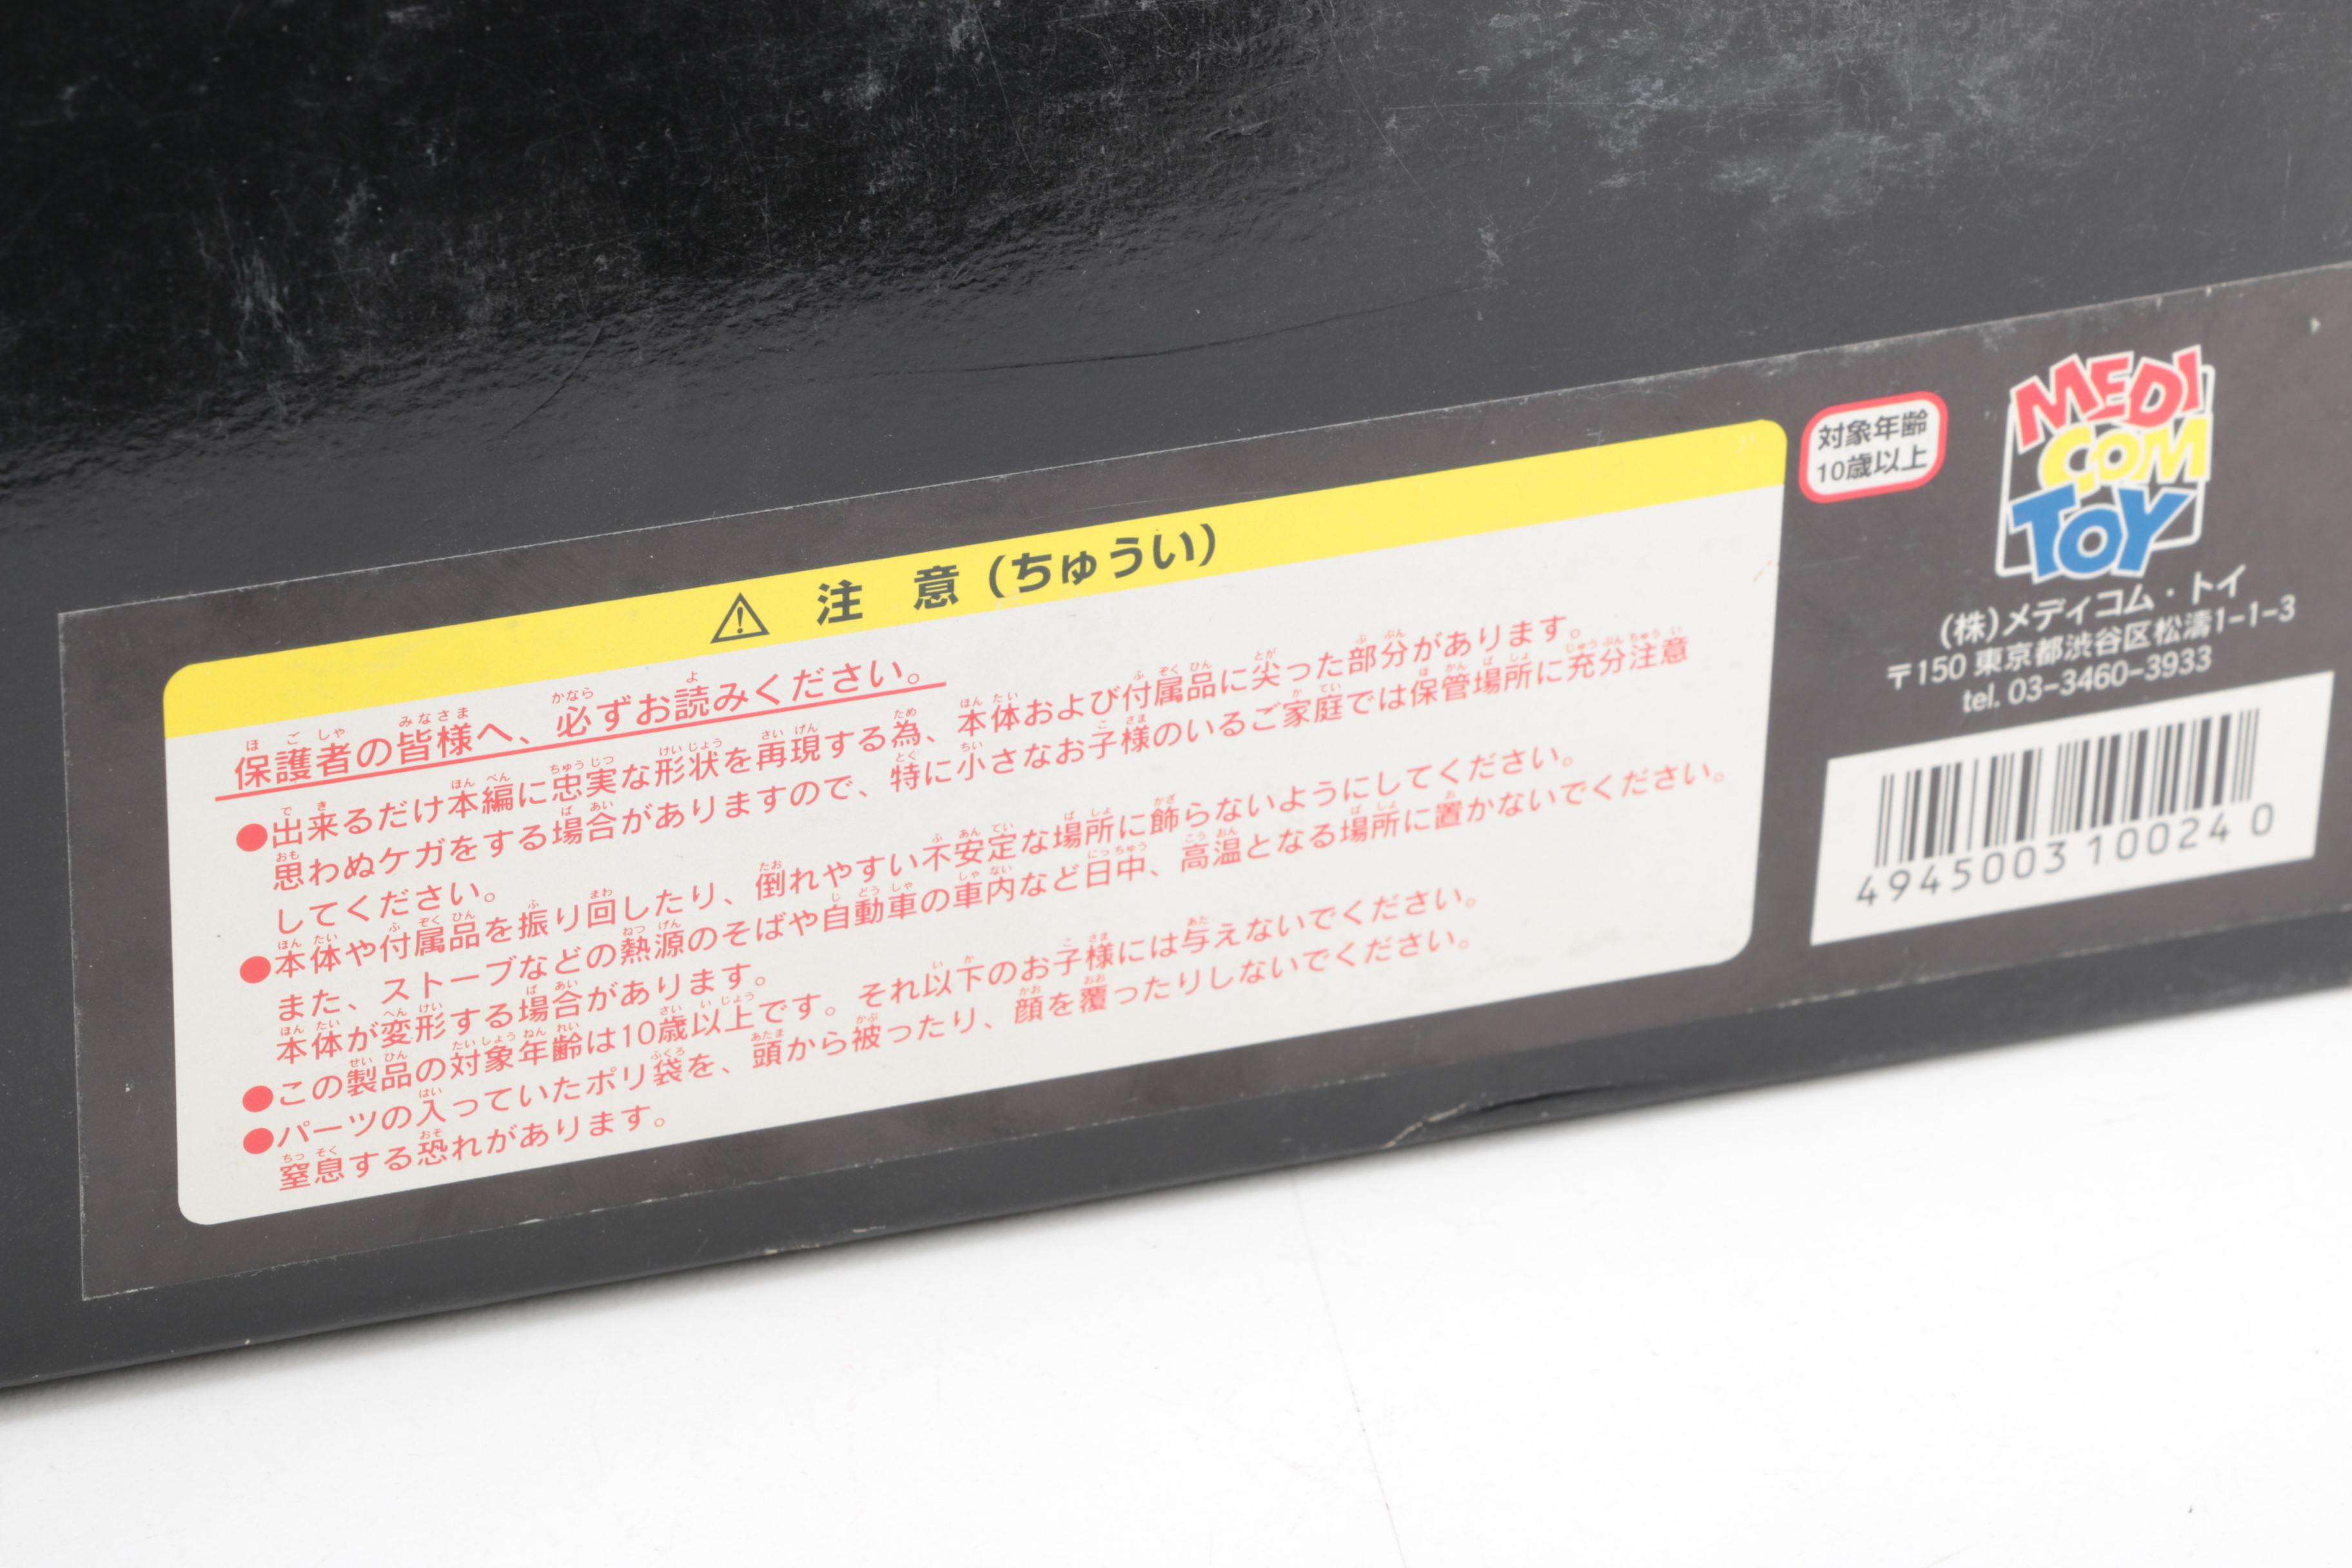 ⚠ 注 意 (ちゅうい)
保護者の皆様へ、必ずお読みください。
●出来るだけ本編に忠実な形状を再現する為、本体および付属品に尖った部分があります。
思わぬケガをする場合がありますので、特に小さなお子様のいるご家庭では保管場所に充分注意
してください。
●本体や付属品を振り回したり、倒れやすい不安定な場所に飾らないようにしてください。
また、ストーブなどの熱源のそばや自動車の車内など日中、高温となる場所に置かないでください。
本体が変形する場合があります。
●この製品の対象年齢は10歳以上です。それ以下のお子様には与えないでください。
●パーツの入っていたポリ袋を、頭から被ったり、顔を覆ったりしないでください。
窒息する恐れがあります。
対象年齢
10歳以上
MEDI
COM
TOY
(株)メディコム・トイ
〒150 東京都渋谷区松濤1-1-3
tel. 03-3460-3933
4945003100240